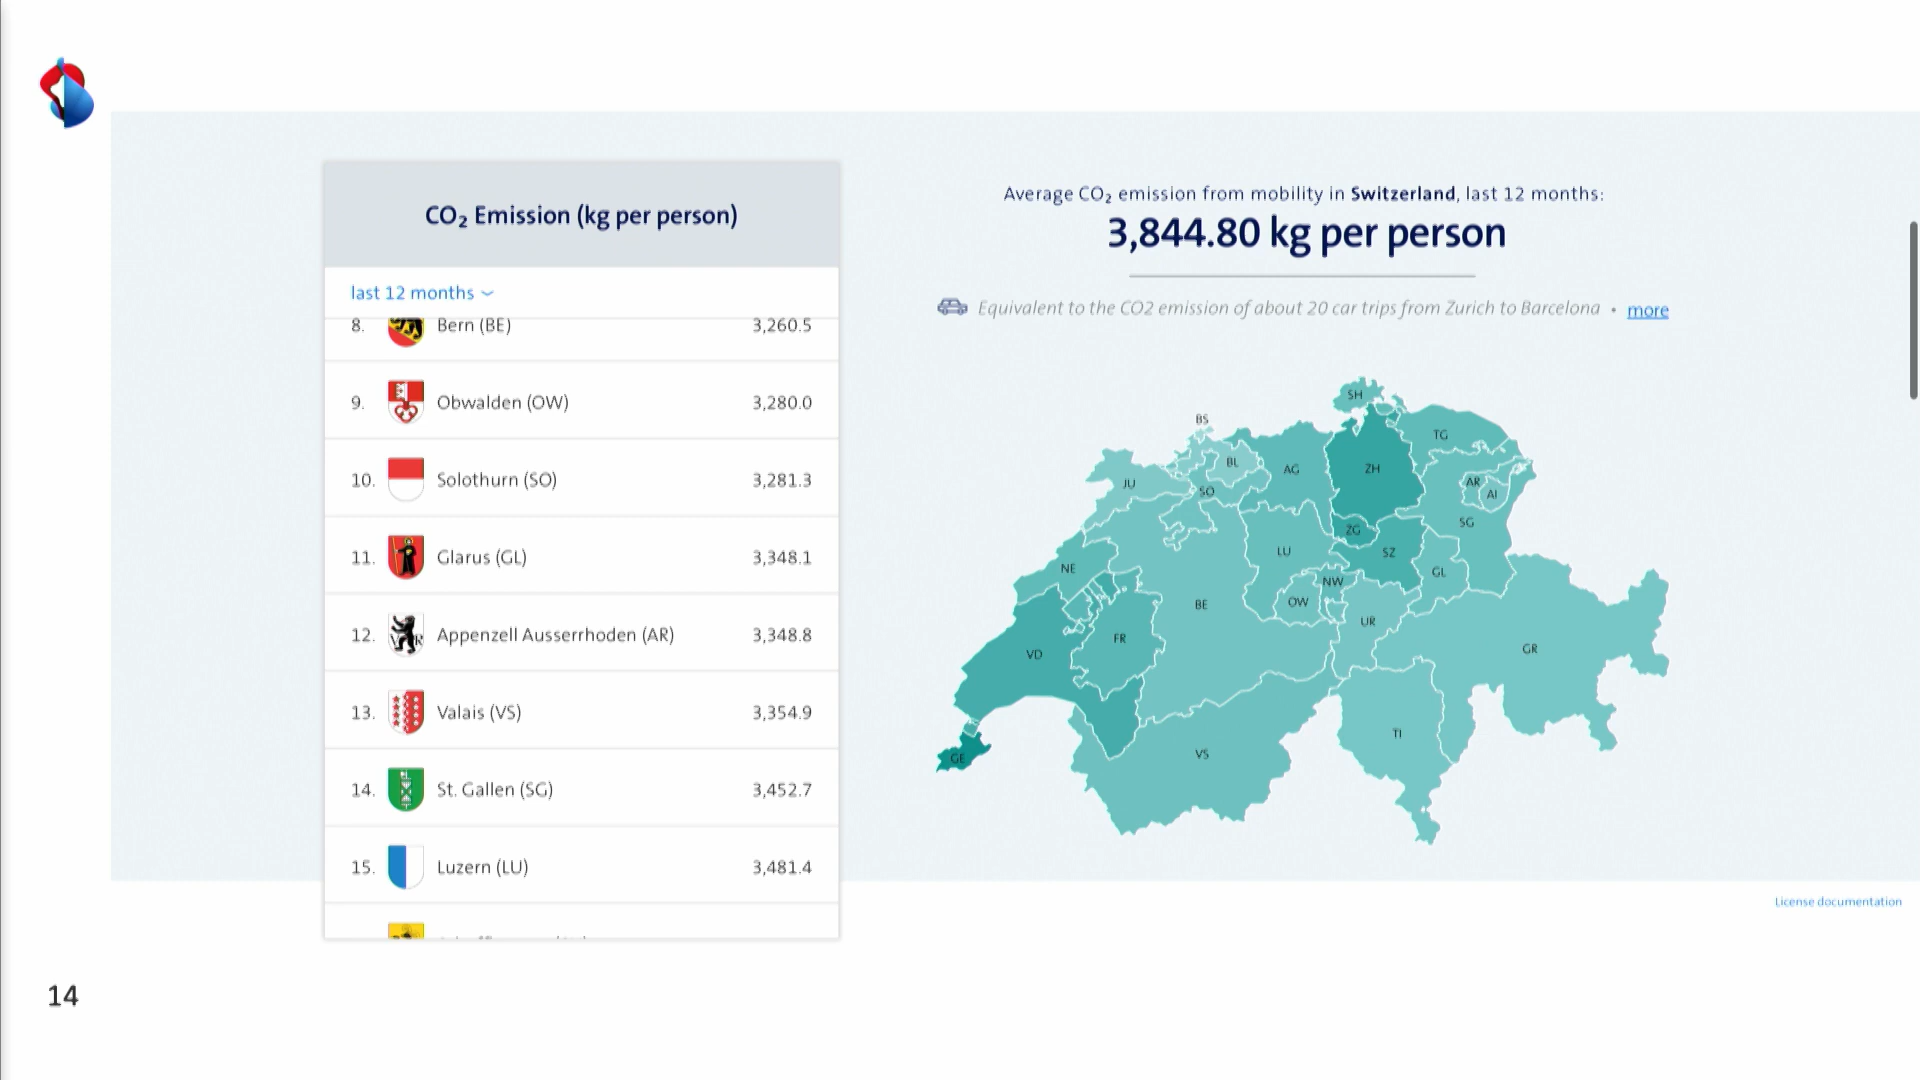 CO₂ Emission (kg per person)
last 12 months
8. Bern (BE) 3,260.5
9. Obwalden (OW) 3,280.0
10. Solothurn (SO) 3,281.3
11. Glarus (GL) 3,348.1
12. Appenzell Ausserrhoden (AR) 3,348.8
13. Valais (VS) 3,354.9
14. St. Gallen (SG) 3,452.7
15. Luzern (LU) 3,481.4
Average CO₂ emission from mobility in Switzerland, last 12 months:
3,844.80 kg per person
Equivalent to the CO2 emission of about 20 car trips from Zurich to Barcelona • more
SH
BS
TG
BL
AG
ZH
JU
SO
AR
AI
SG
ZG
LU
SZ
NE
GL
NW
OW
BE
UR
FR
VD
GR
TI
VS
GE
License documentation
14